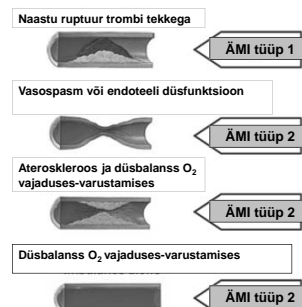 Naastu ruptuur trombi tekkega
ÄMI tüüp 1
Vasospasm või endoteeli düsfunktsioon
ÄMI tüüp 2
Ateroskleroos ja düsbalanss O₂
vajaduses-varustamises
ÄMI tüüp 2
Düsbalanss O₂ vajaduses-varustamises
ÄMI tüüp 2